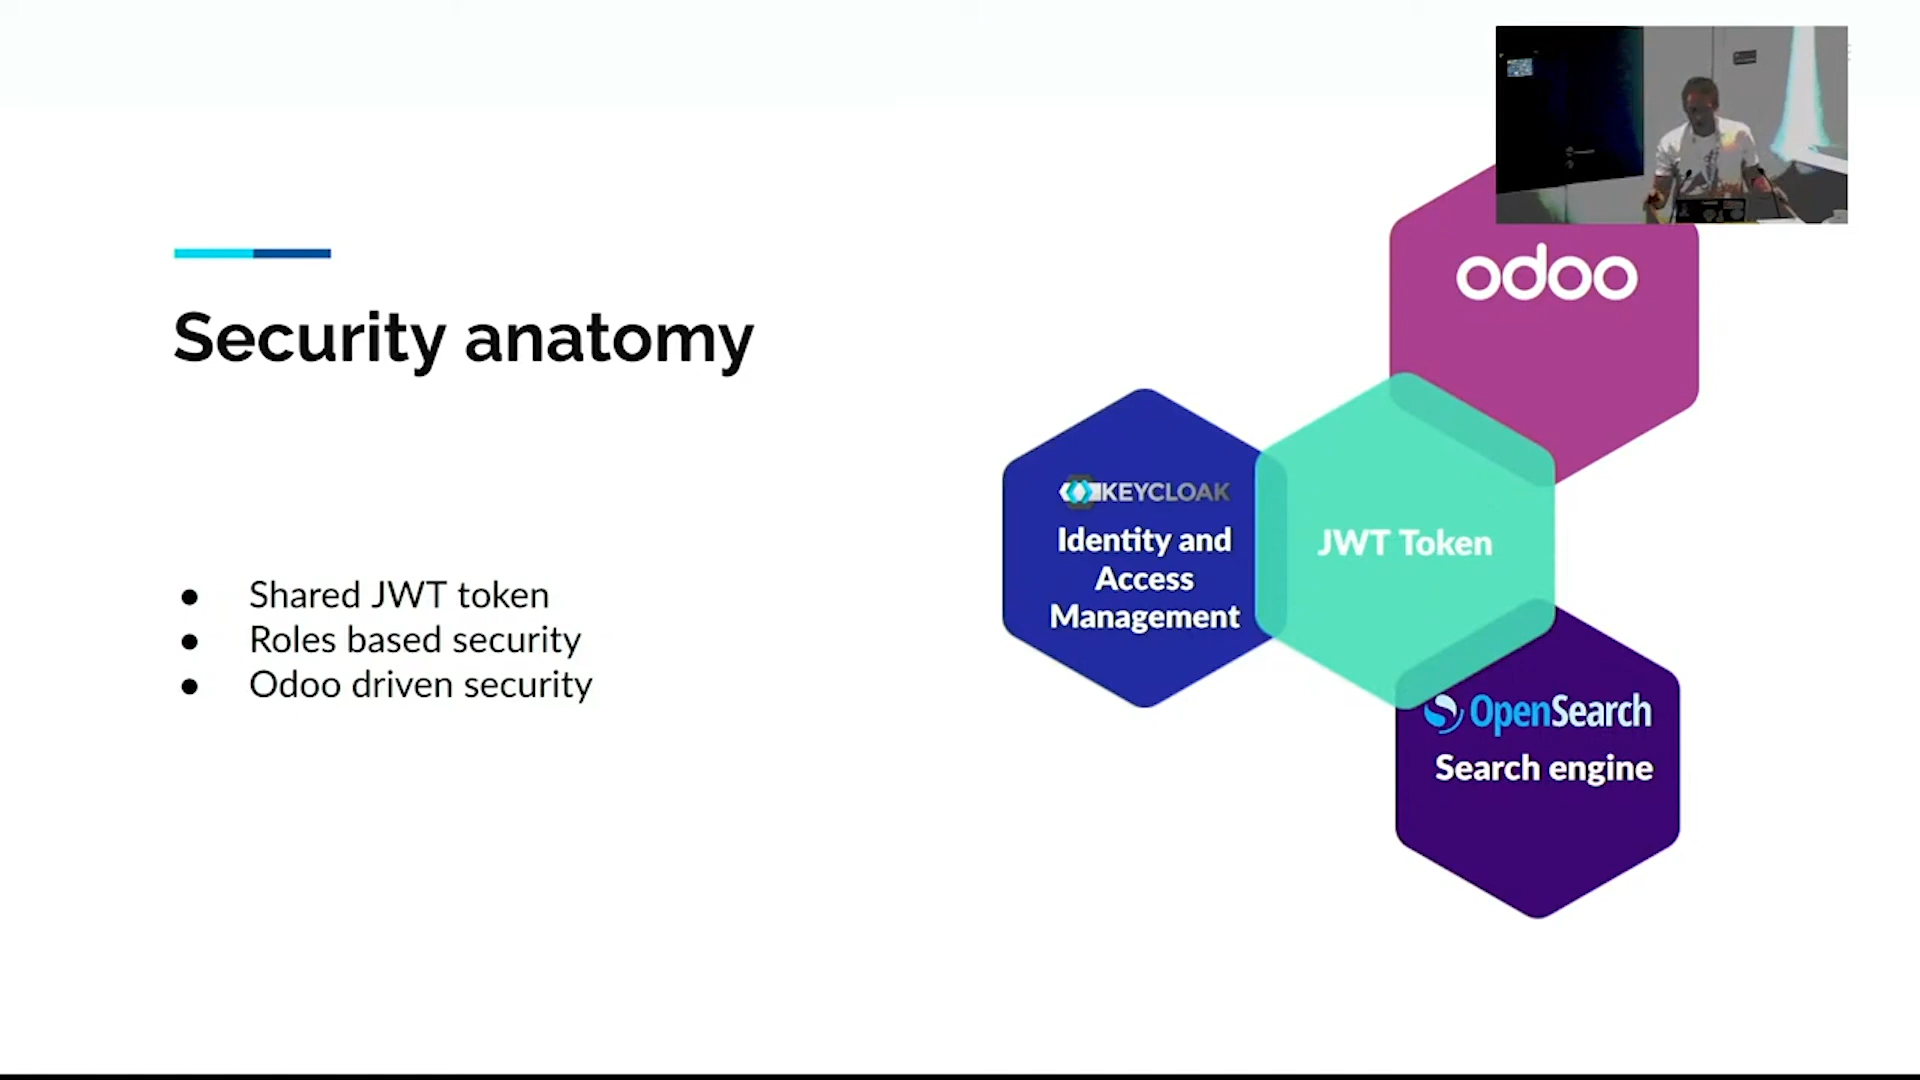 odoo
Security anatomy
KEYCLOAK
Identity and
Access
Management
JWT Token
● Shared JWT token
● Roles based security
● Odoo driven security
OpenSearch
Search engine